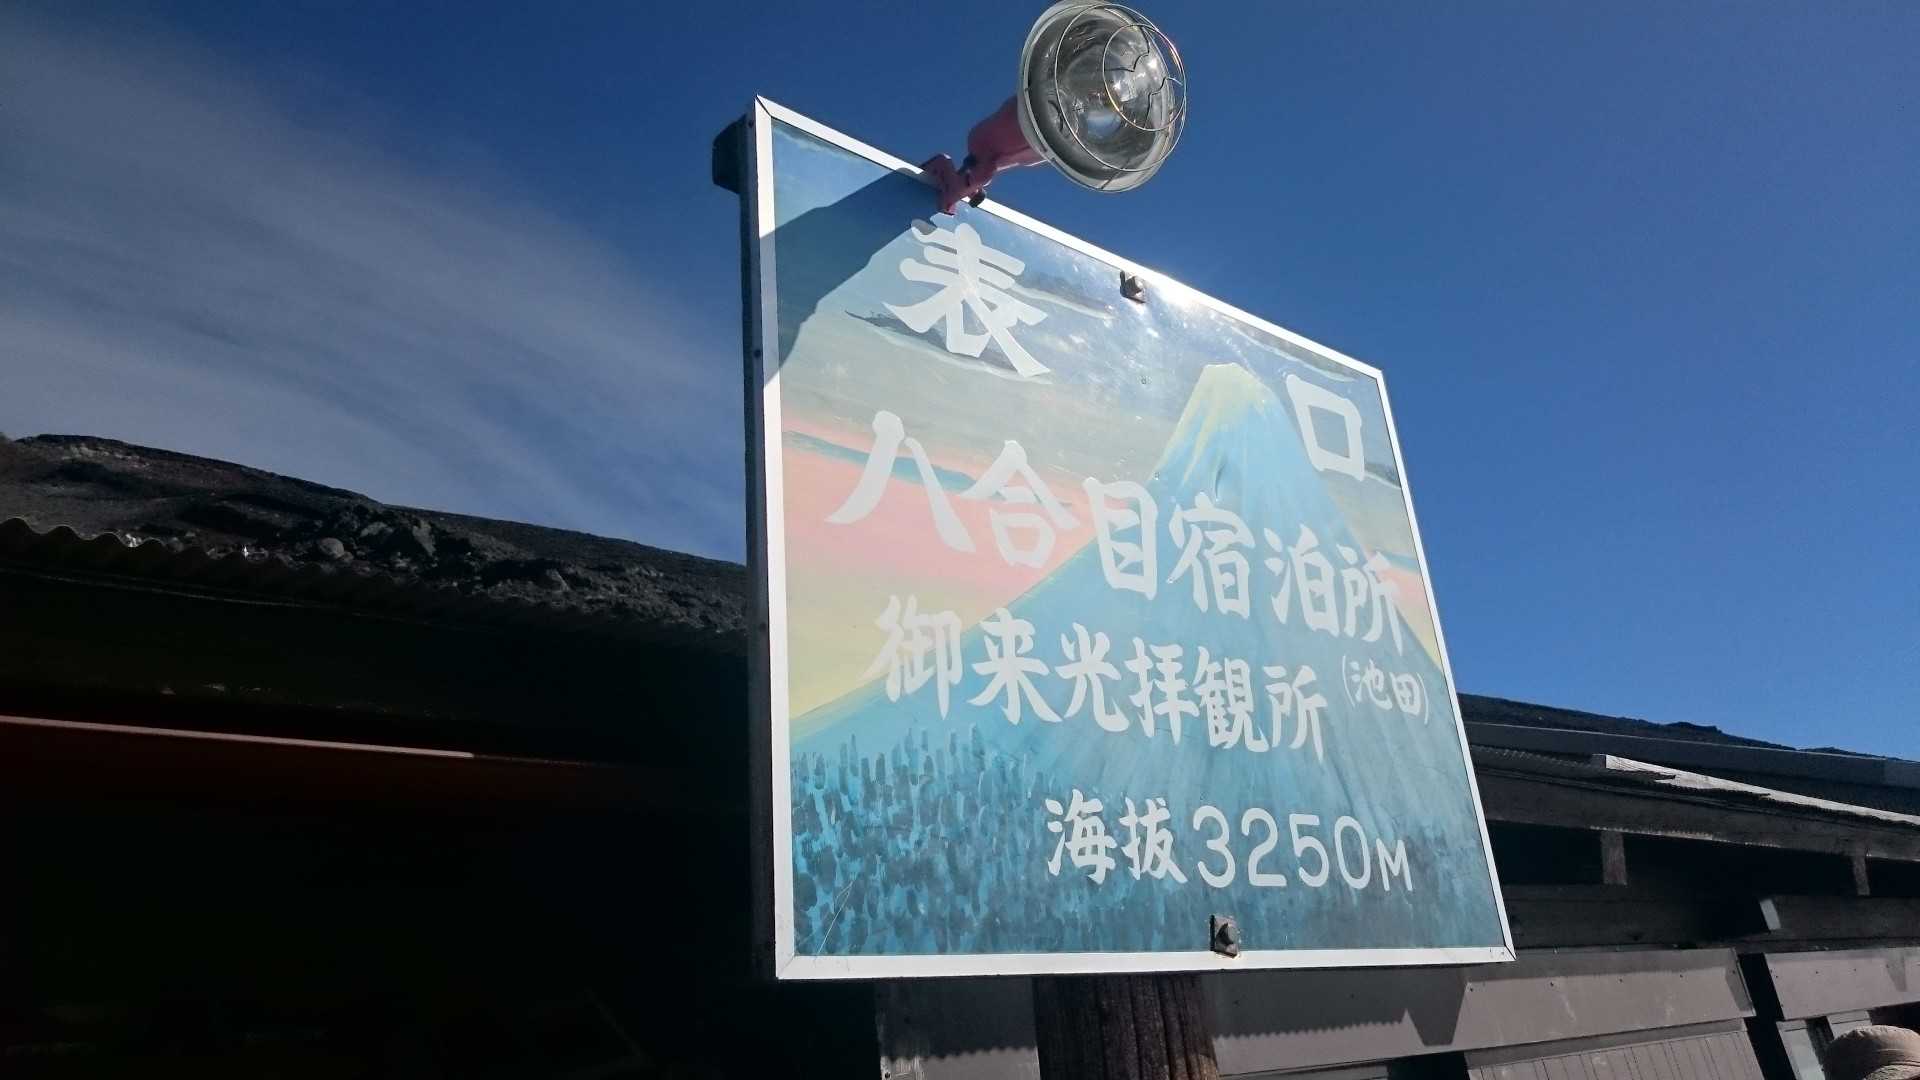 表口
八合目宿泊所
御来光拝観所(池田)
海抜3250M